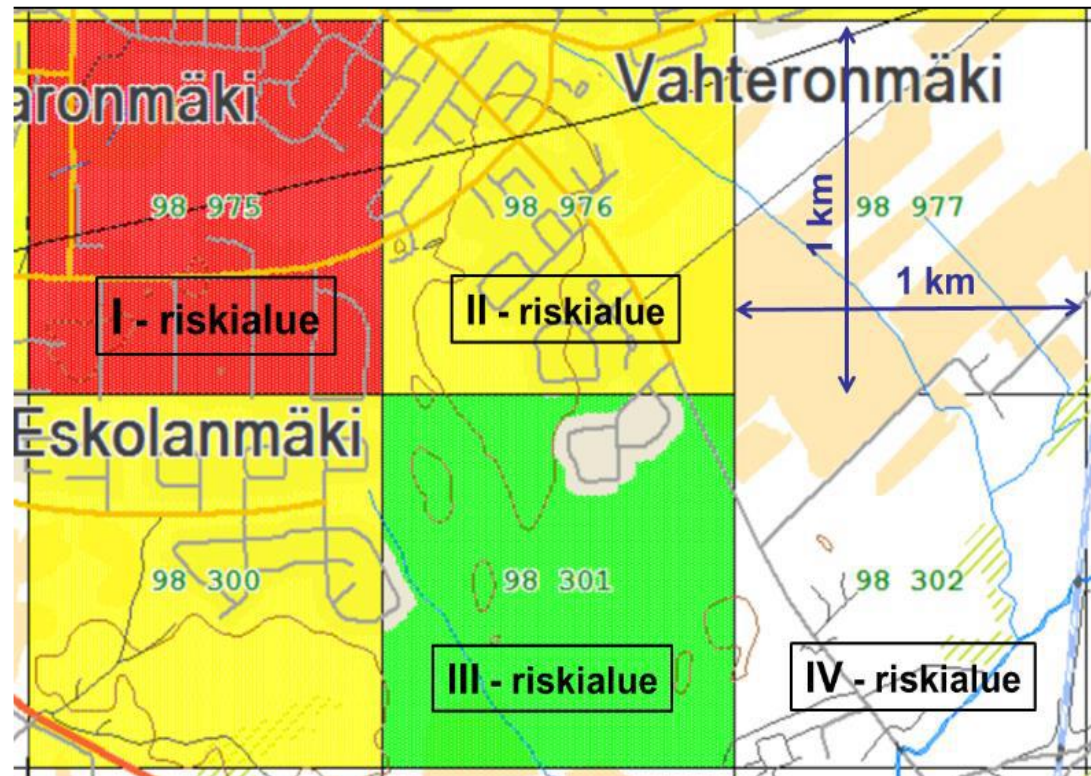 aronmäki
Vahteronmäki
98 975
98 976
98 977
1 km
1 km
I - riskialue
II - riskialue
Eskolanmäki
98 300
98 301
98 302
III - riskialue
IV - riskialue